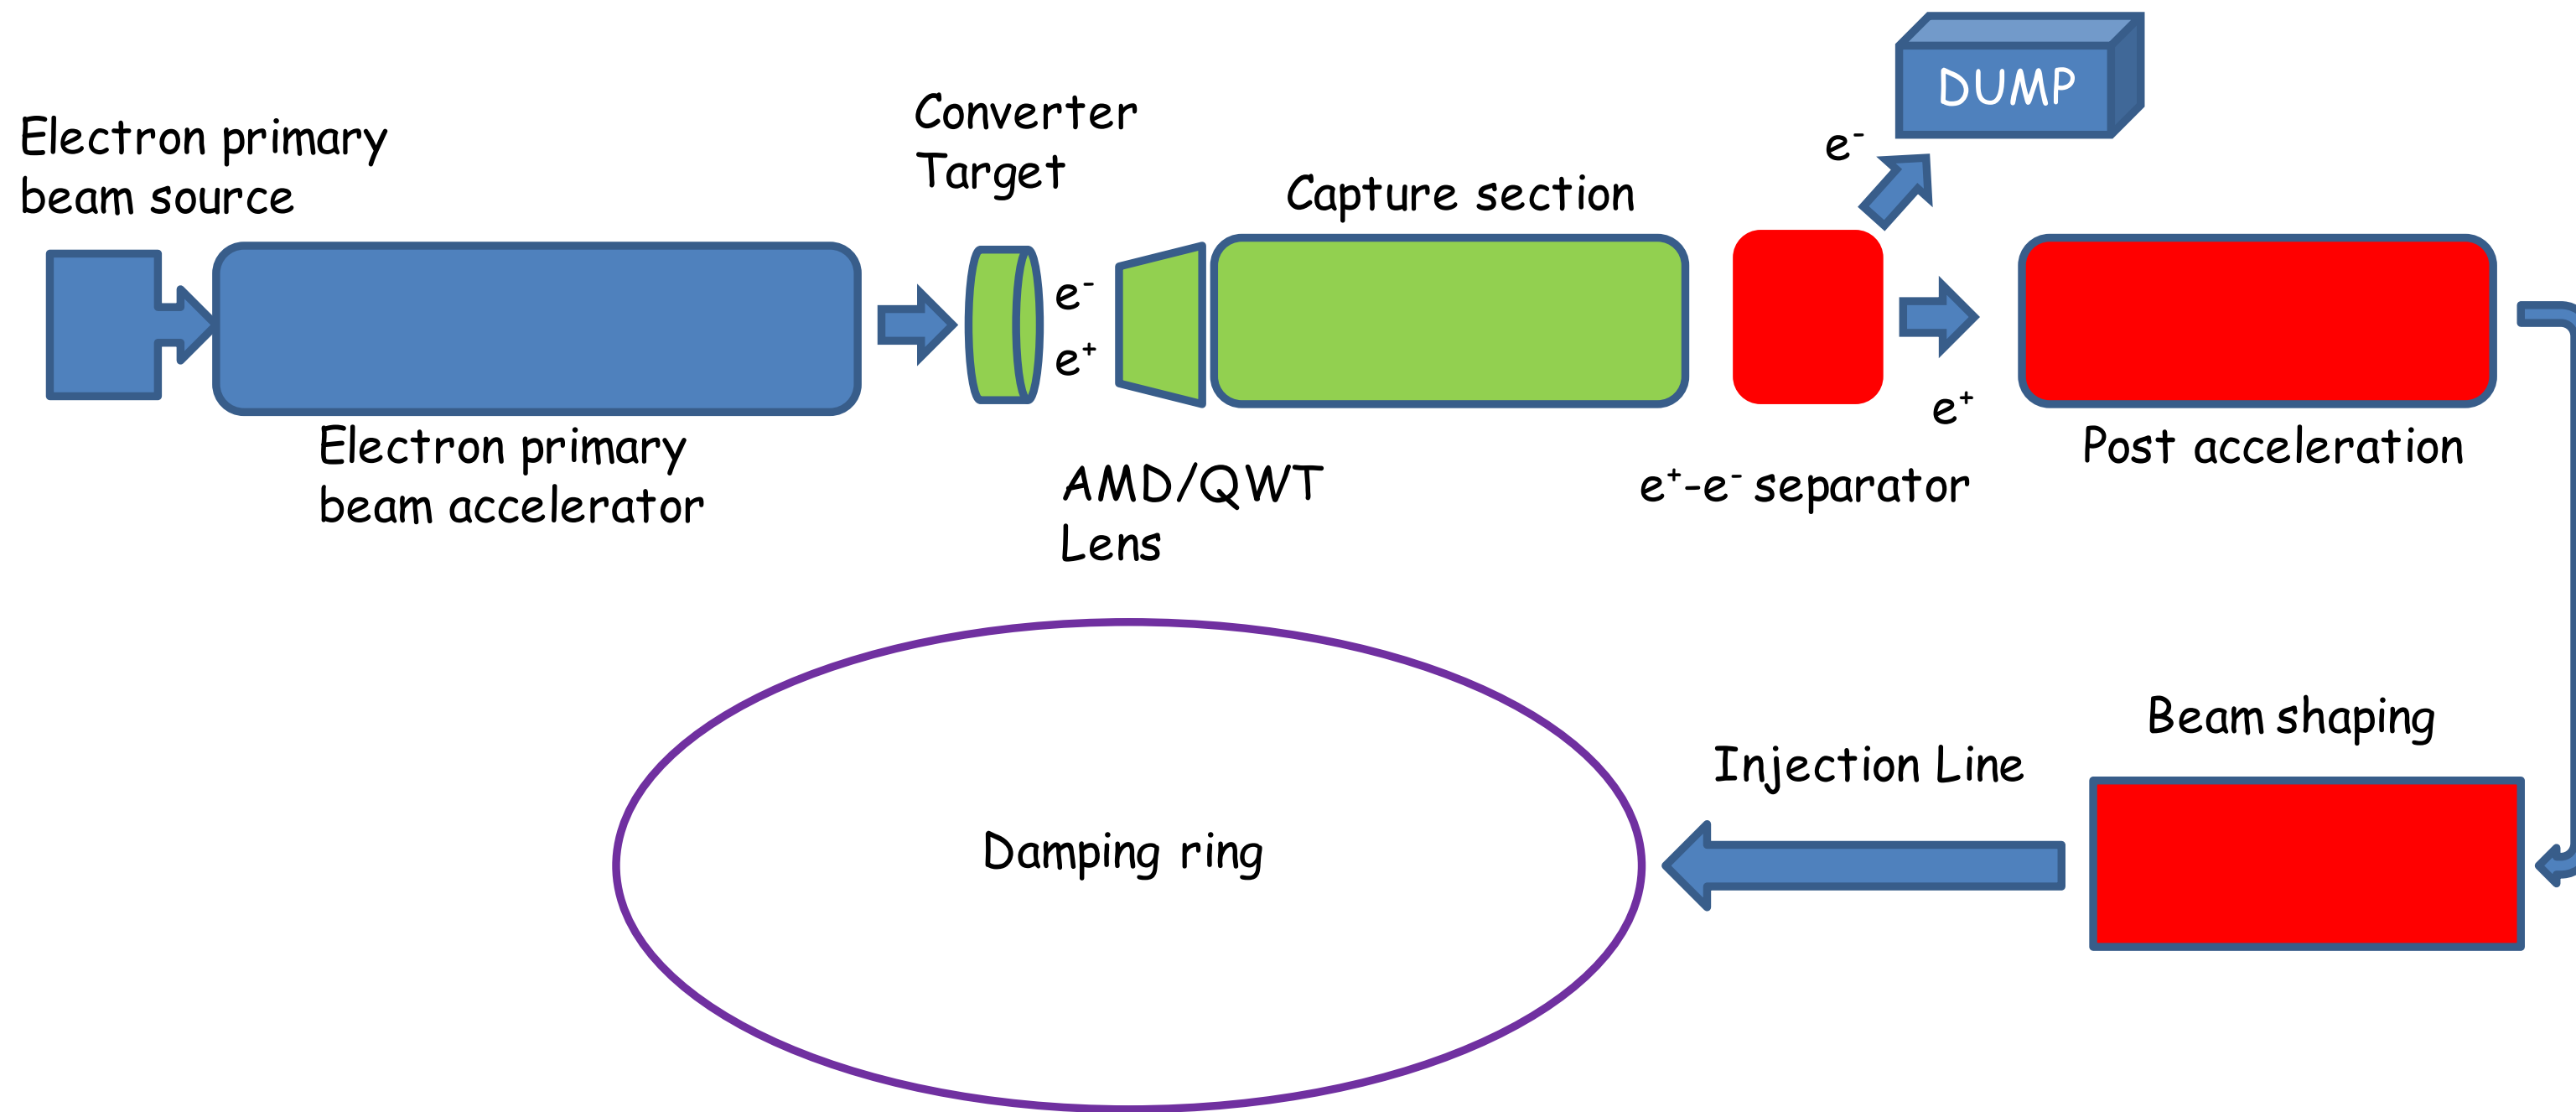 Electron primary
beam source
Electron primary
beam accelerator
Converter
Target
e⁻
e⁺
AMD/QWT
Lens
Capture section
e⁺-e⁻ separator
e⁻
DUMP
e⁺
Post acceleration
Beam shaping
Injection Line
Damping ring